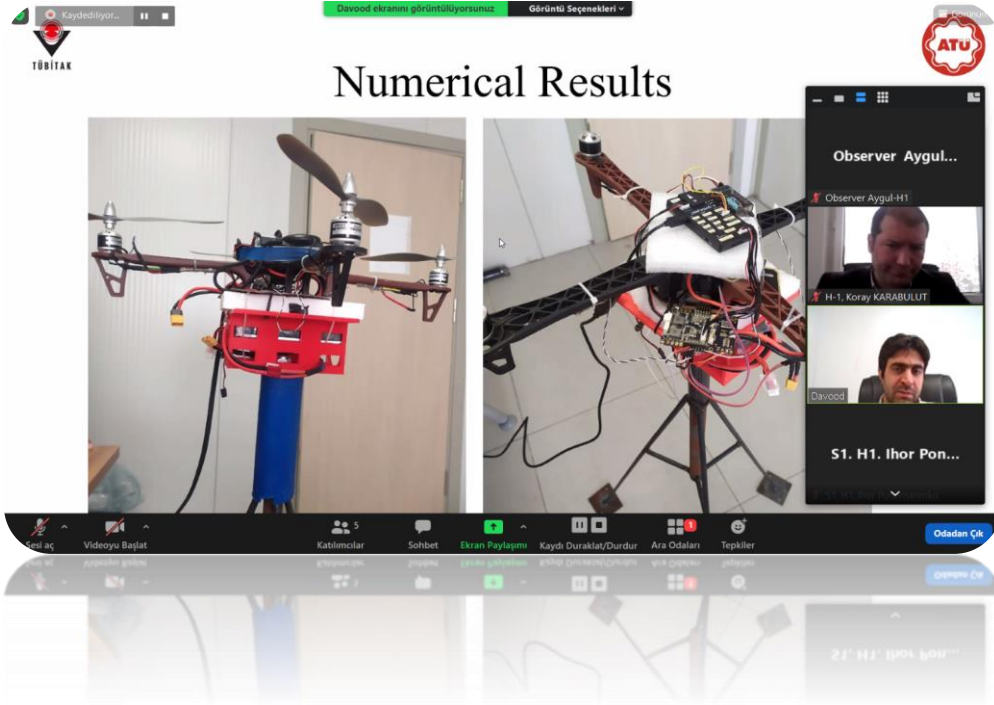 Kaydediliyor...
Davood ekranını görüntülüyorsunuz
Görüntü Seçenekleri
TÜBİTAK
ATÜ
Numerical Results
Observer Aygul...
Observer Aygul-H1
H-1, Koray KARABULUT
Davood
S1. H1. Ihor Pon...
Sesi aç
Videoyu Başlat
5
Katılımcılar
Sohbet
Ekran Paylaşımı
Kaydı Duraklat/Durdur
1
Ara Odaları
Tepkiler
Odadan Çık